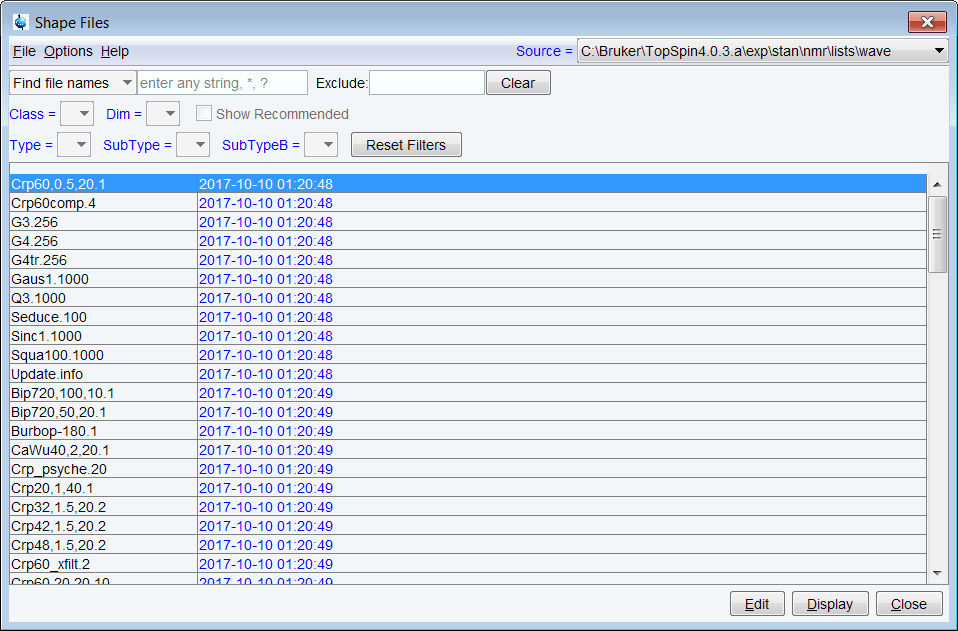 Shape Files
File Options Help Source = C:\Bruker\TopSpin4.0.3.a\exp\stan\nmr\lists\wave
Find file names enter any string, *, ? Exclude: Clear
Class = Dim = Show Recommended
Type = SubType = SubTypeB = Reset Filters
Crp60,0.5,20.1 2017-10-10 01:20:48
Crp60comp.4 2017-10-10 01:20:48
G3.256 2017-10-10 01:20:48
G4.256 2017-10-10 01:20:48
G4tr.256 2017-10-10 01:20:48
Gaus1.1000 2017-10-10 01:20:48
Q3.1000 2017-10-10 01:20:48
Seduce.100 2017-10-10 01:20:48
Sinc1.1000 2017-10-10 01:20:48
Squa100.1000 2017-10-10 01:20:48
Update.info 2017-10-10 01:20:48
Bip720,100,10.1 2017-10-10 01:20:49
Bip720,50,20.1 2017-10-10 01:20:49
Burbop-180.1 2017-10-10 01:20:49
CaWu40,2,20.1 2017-10-10 01:20:49
Crp_psyche.20 2017-10-10 01:20:49
Crp20,1,40.1 2017-10-10 01:20:49
Crp32,1.5,20.2 2017-10-10 01:20:49
Crp42,1.5,20.2 2017-10-10 01:20:49
Crp48,1.5,20.2 2017-10-10 01:20:49
Crp60_xfilt.2 2017-10-10 01:20:49
Crp60,20,20.10 2017-10-10 01:20:49
Edit Display Close